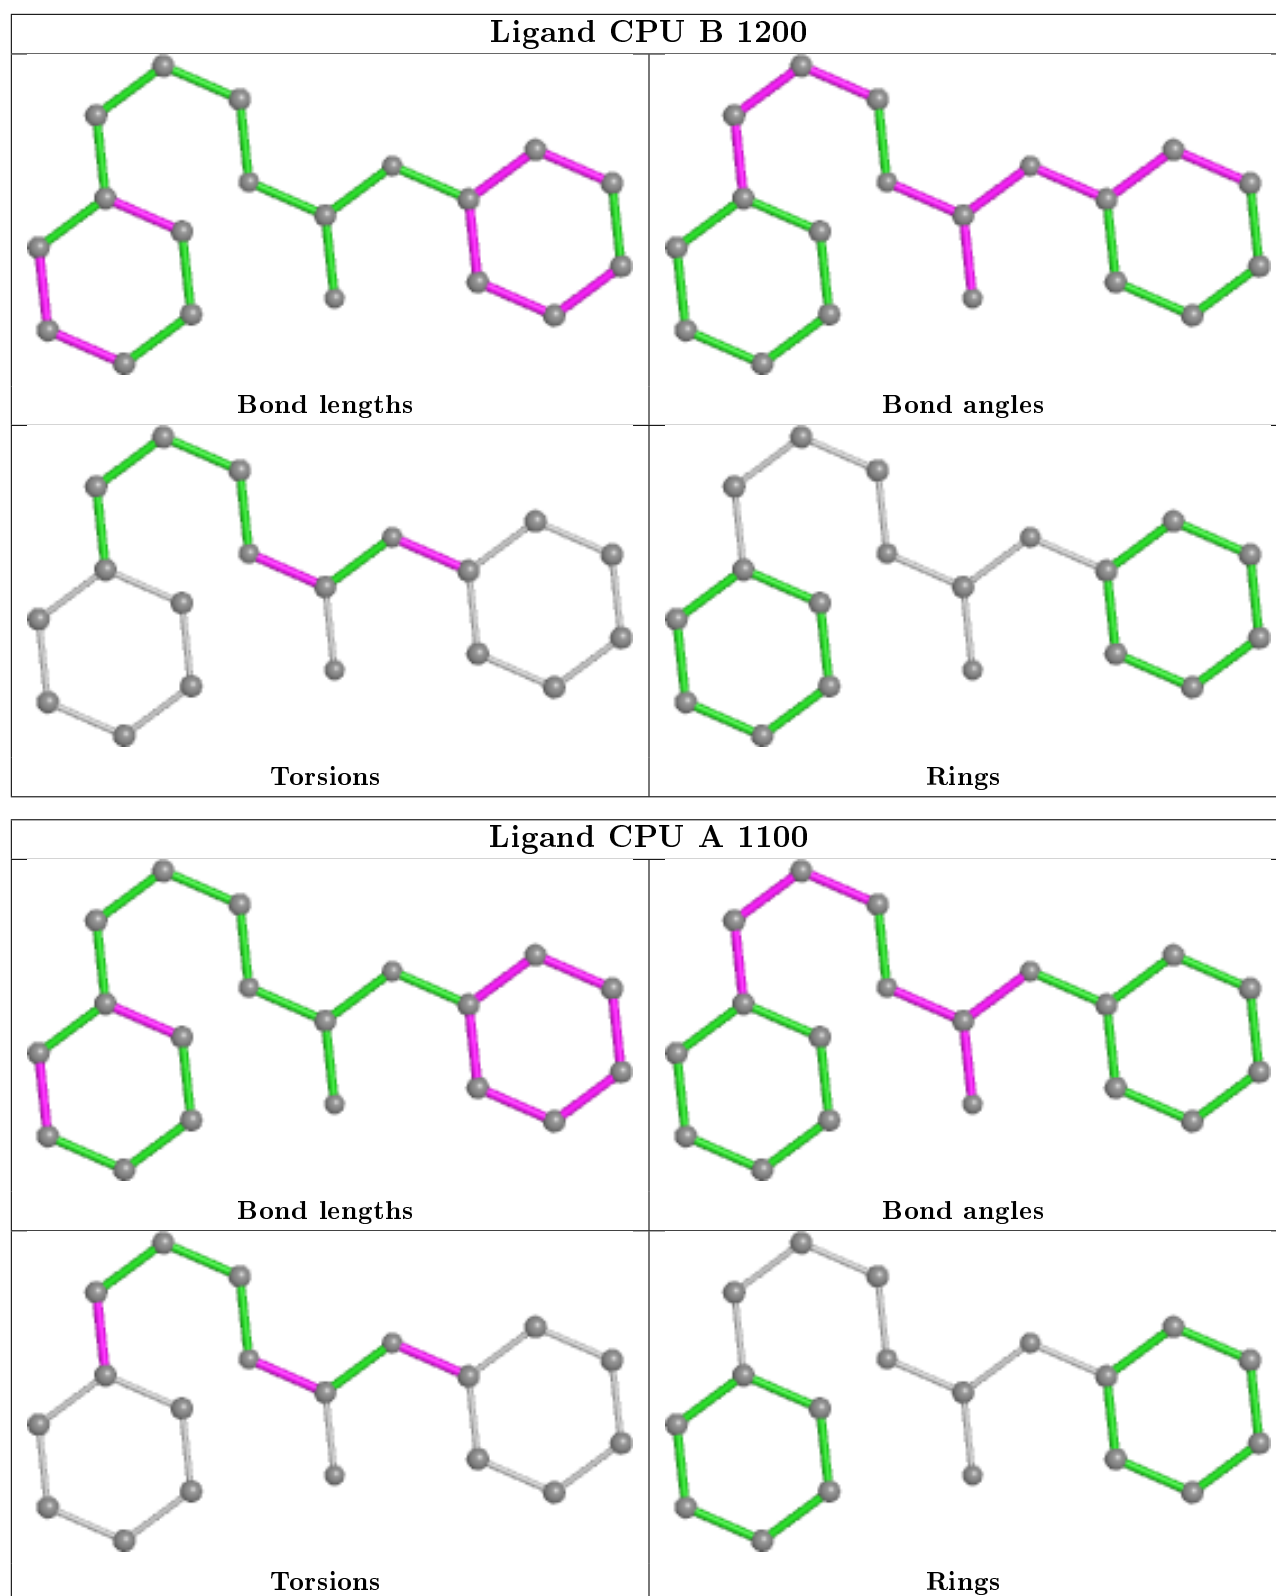 Ligand CPU B 1200
Bond lengths
Bond angles
Torsions
Rings
Ligand CPU A 1100
Bond lengths
Bond angles
Torsions
Rings